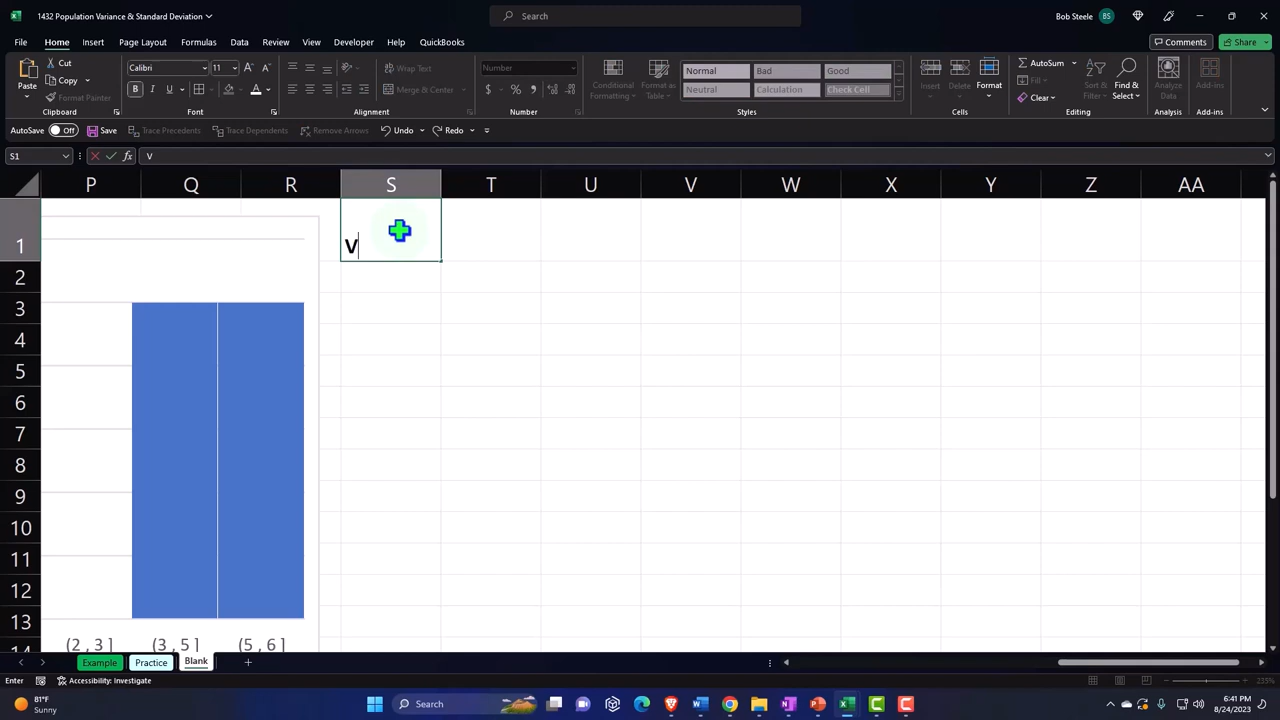 1432 Population Variance & Standard Deviation
Search
Bob Steele
BS
File
Home
Insert
Page Layout
Formulas
Data
Review
View
Developer
Help
QuickBooks
Comments
Share
Paste
Cut
Copy
Format Painter
Clipboard
Calibri
11
Font
Wrap Text
Merge & Center
Alignment
Number
Number
Conditional Formatting
Format as Table
Normal
Bad
Good
Neutral
Calculation
Check Cell
Styles
Insert
Delete
Format
Cells
AutoSum
Fill
Clear
Sort & Filter
Find & Select
Editing
Analyze Data
Analysis
Add-ins
Add-ins
AutoSave Off Save Trace Precedents Trace Dependents Remove Arrows Undo Redo
S1 fx V
P Q R S T U V W X Y Z AA
1
V
2
3
4
5
6
7
8
9
10
11
12
13
14
(2 , 3 ] (3 , 5 ] (5 , 6 ]
Example Practice Blank
Enter Accessibility: Investigate 235%
81°F
Sunny
Search
6:41 PM
8/24/2023